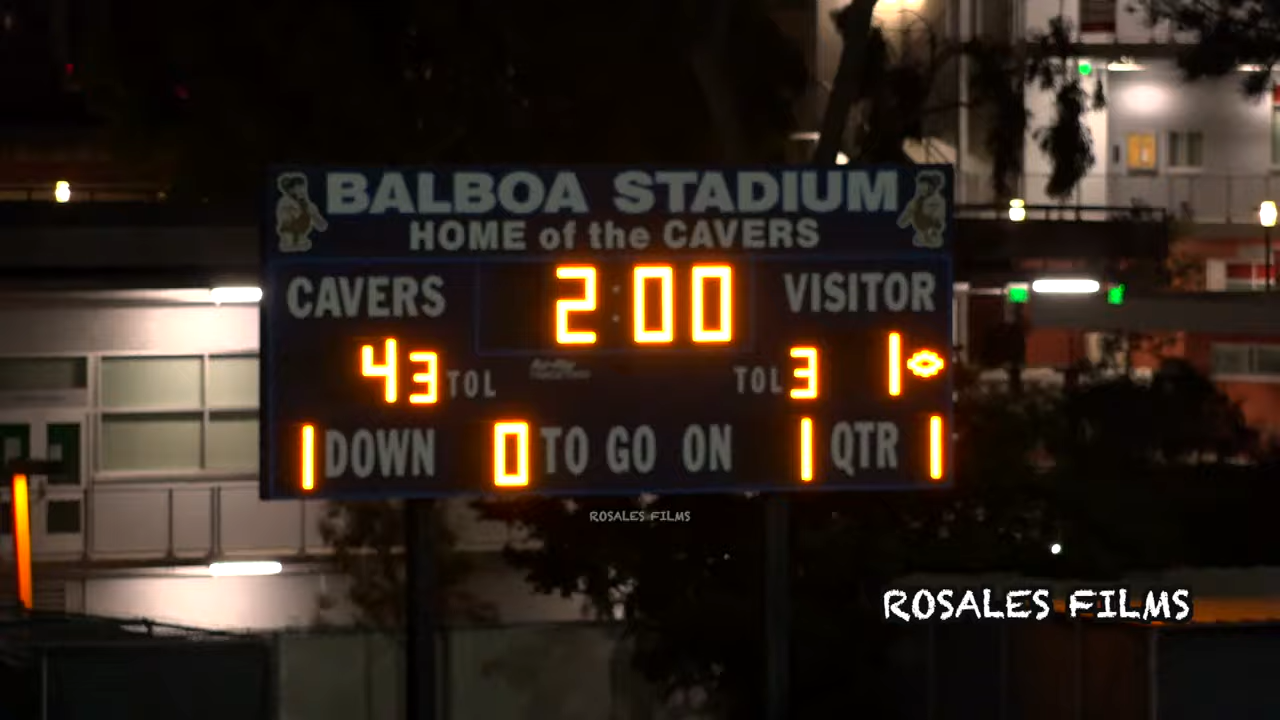 BALBOA STADIUM
HOME of the CAVERS
CAVERS 2:00 VISITOR
43 TOL TOL 3 1
1 DOWN 0 TO GO ON 1 QTR 1
ROSALES FILMS
ROSALES FILMS